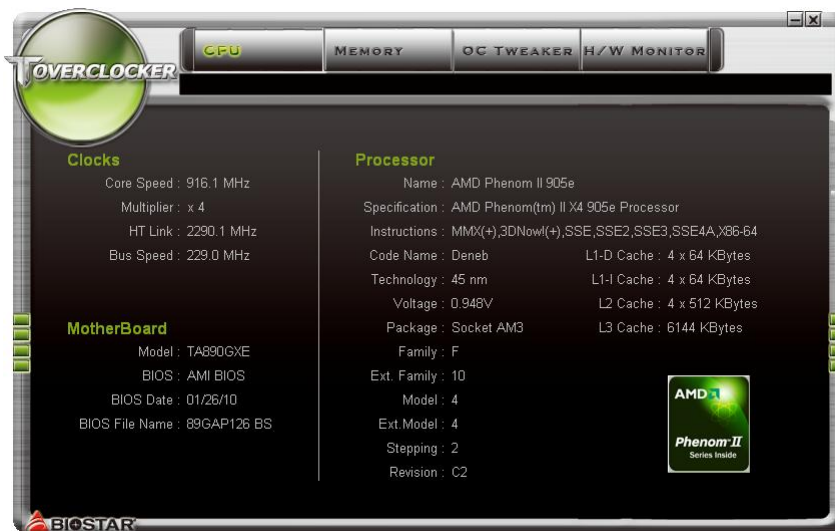 TOVERCLOCKER
CPU
MEMORY
OC TWEAKER
H/W MONITOR
Clocks
Core Speed : 916.1 MHz
Multiplier : x 4
HT Link : 2290.1 MHz
Bus Speed : 229.0 MHz
MotherBoard
Model : TA890GXE
BIOS : AMI BIOS
BIOS Date : 01/26/10
BIOS File Name : 89GAP126 BS
Processor
Name : AMD Phenom II 905e
Specification : AMD Phenom(tm) II X4 905e Processor
Instructions : MMX(+),3DNow!(+),SSE,SSE2,SSE3,SSE4A,X86-64
Code Name : Deneb L1-D Cache : 4 x 64 KBytes
Technology : 45 nm L1-I Cache : 4 x 64 KBytes
Voltage : 0.948V L2 Cache : 4 x 512 KBytes
Package : Socket AM3 L3 Cache : 6144 KBytes
Family : F
Ext. Family : 10
Model : 4
Ext.Model : 4
Stepping : 2
Revision : C2
AMD
Phenom II
Series Inside
BIOSTAR